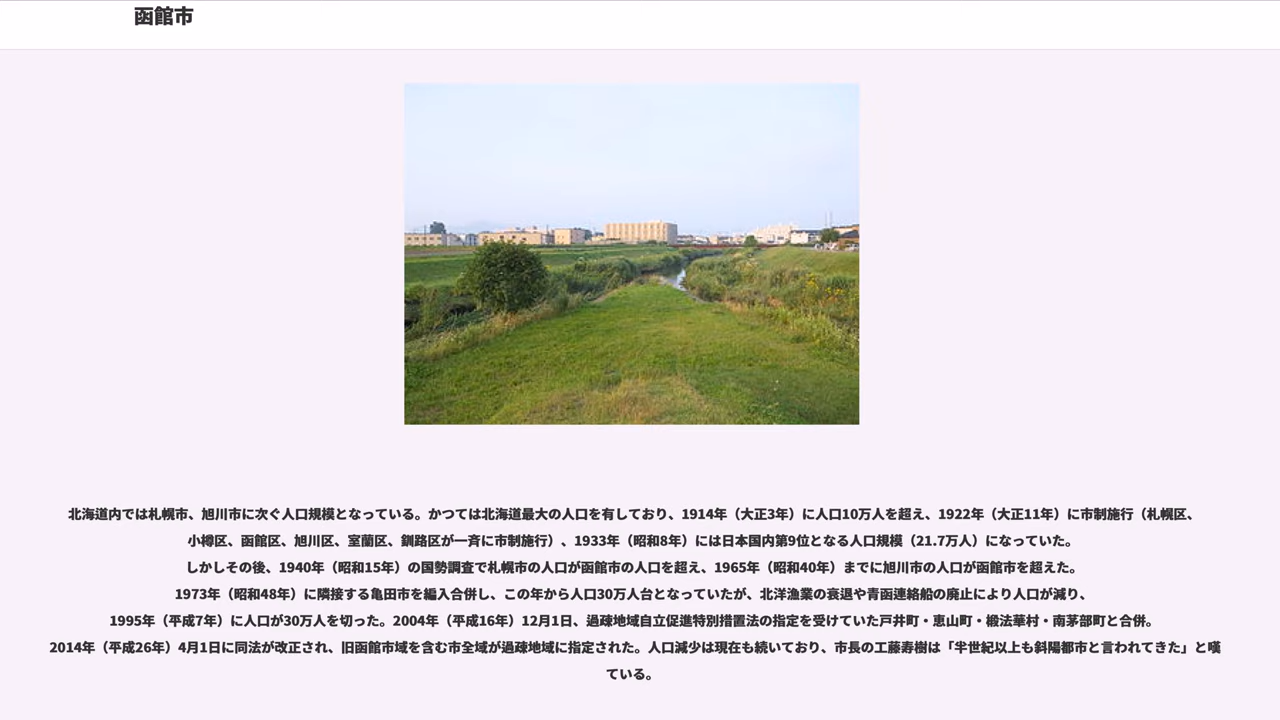 函館市
北海道内では札幌市、旭川市に次ぐ人口規模となっている。かつては北海道最大の人口を有しており、1914年（大正3年）に人口10万人を超え、1922年（大正11年）に市制施行（札幌区、
小樽区、函館区、旭川区、室蘭区、釧路区が一斉に市制施行）、1933年（昭和8年）には日本国内第9位となる人口規模（21.7万人）になっていた。
しかしその後、1940年（昭和15年）の国勢調査で札幌市の人口が函館市の人口を超え、1965年（昭和40年）までに旭川市の人口が函館市を超えた。
1973年（昭和48年）に隣接する亀田市を編入合併し、この年から人口30万人台となっていたが、北洋漁業の衰退や青函連絡船の廃止により人口が減り、
1995年（平成7年）に人口が30万人を切った。2004年（平成16年）12月1日、過疎地域自立促進特別措置法の指定を受けていた戸井町・恵山町・椴法華村・南茅部町と合併。
2014年（平成26年）4月1日に同法が改正され、旧函館市域を含む市全域が過疎地域に指定された。人口減少は現在も続いており、市長の工藤寿樹は「半世紀以上も斜陽都市と言われてきた」と嘆
ている。